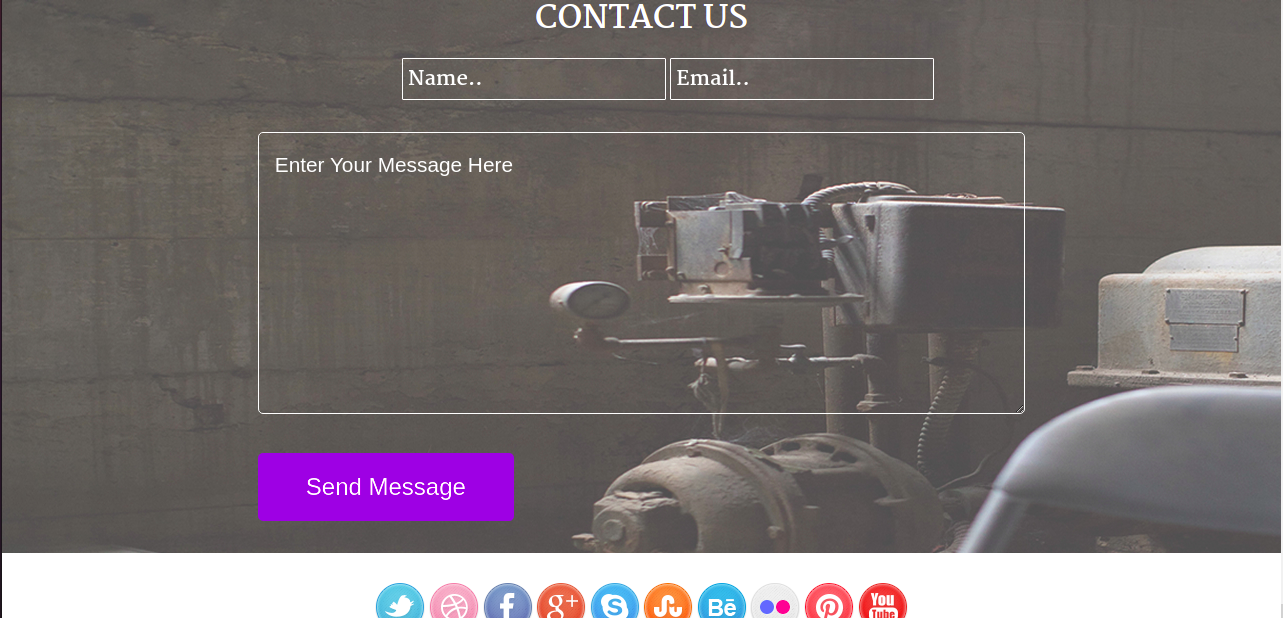 CONTACT US
Name.. Email..
Enter Your Message Here
Send Message
f g+ S Bē You
Tube